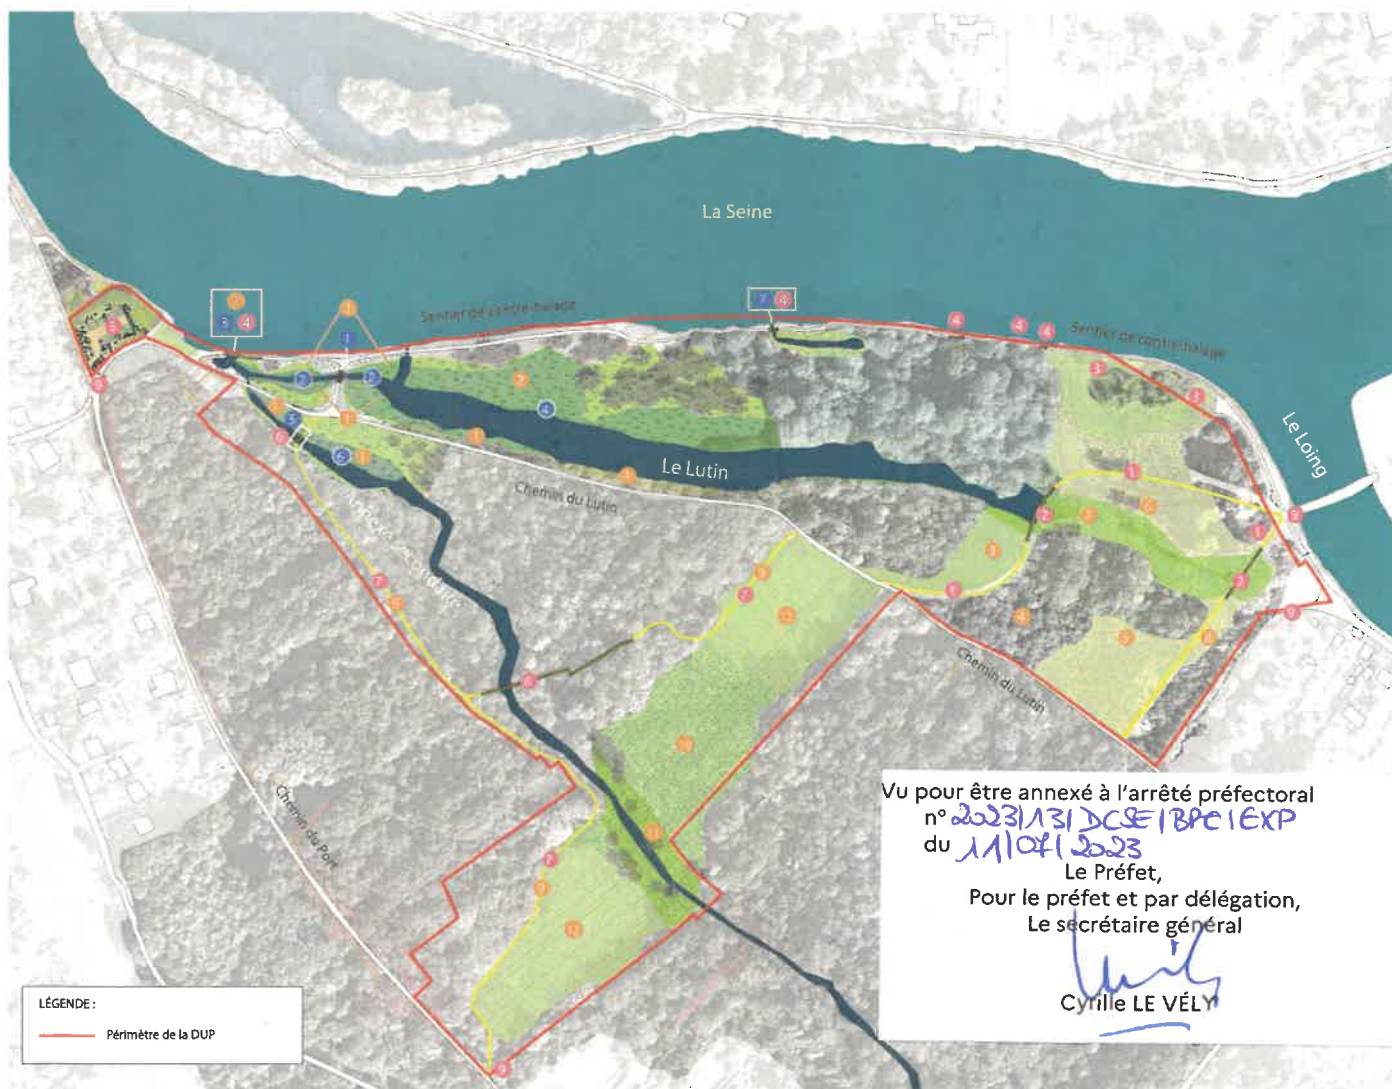 La Seine
Sentier de contre-halage
Sentier de contre-halage
Le Loing
Le Lutin
Chemin du Lutin
Chemin du Lutin
Chemin du Port
Vu pour être annexé à l'arrêté préfectoral
n° 2023/13/DCSE/BPE/EXP
du 11/07/2023
Le Préfet,
Pour le préfet et par délégation,
Le secrétaire général
Cyrille LE VÉLY
LÉGENDE :
Périmètre de la DUP